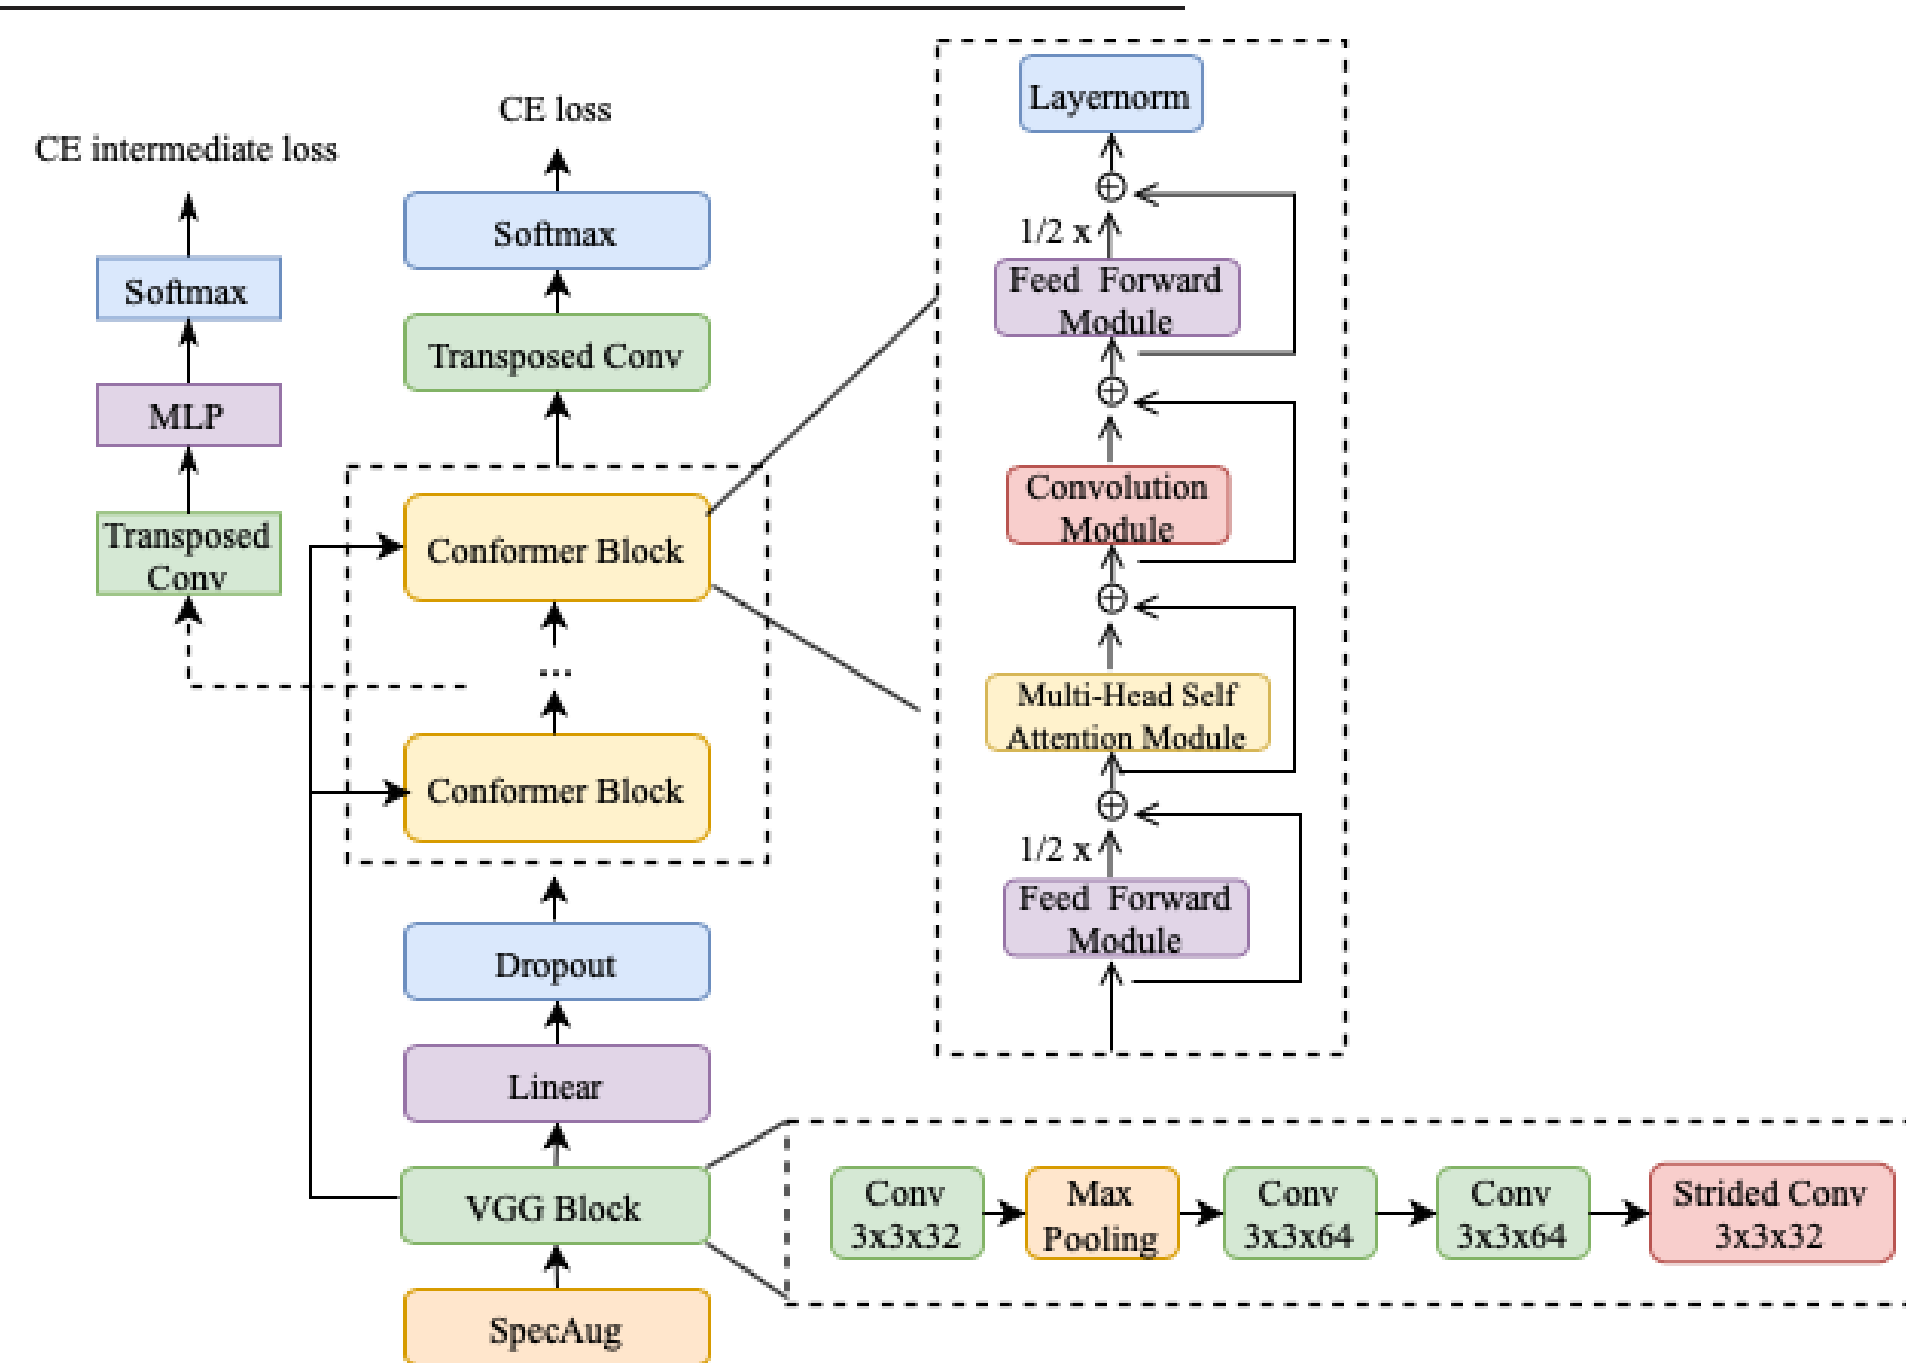 CE intermediate loss
Softmax
MLP
Transposed
Conv
CE loss
Softmax
Transposed Conv
Conformer Block
...
Conformer Block
Dropout
Linear
VGG Block
SpecAug
Layernorm
1/2 x
Feed Forward
Module
Convolution
Module
Multi-Head Self
Attention Module
1/2 x
Feed Forward
Module
Conv
3x3x32
Max
Pooling
Conv
3x3x64
Conv
3x3x64
Strided Conv
3x3x32